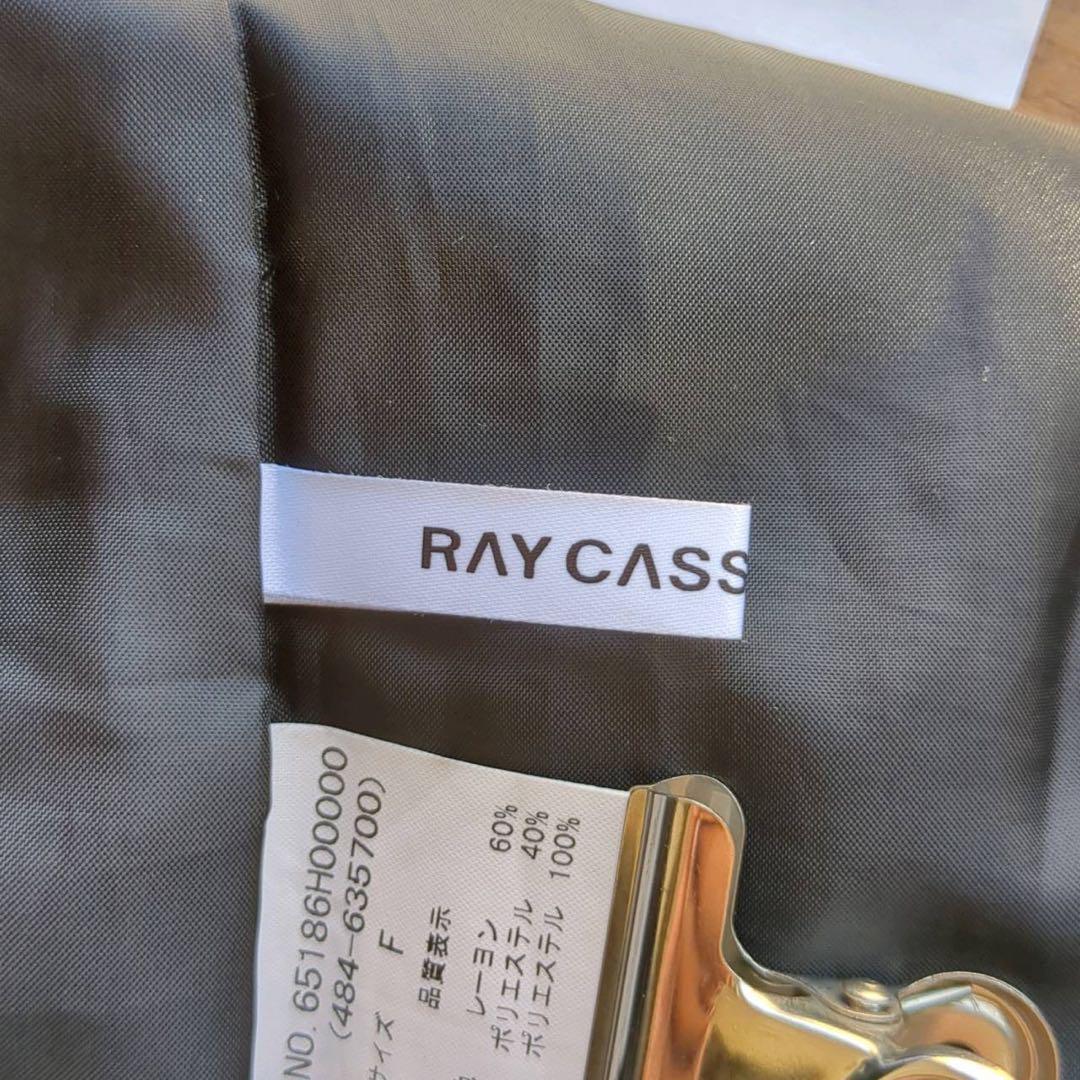 RAY CASS
NO. 65186H00000
(484-635700)
サイズ F
品質表示
レーヨン 60%
ポリエステル 40%
ポリエステル 100%